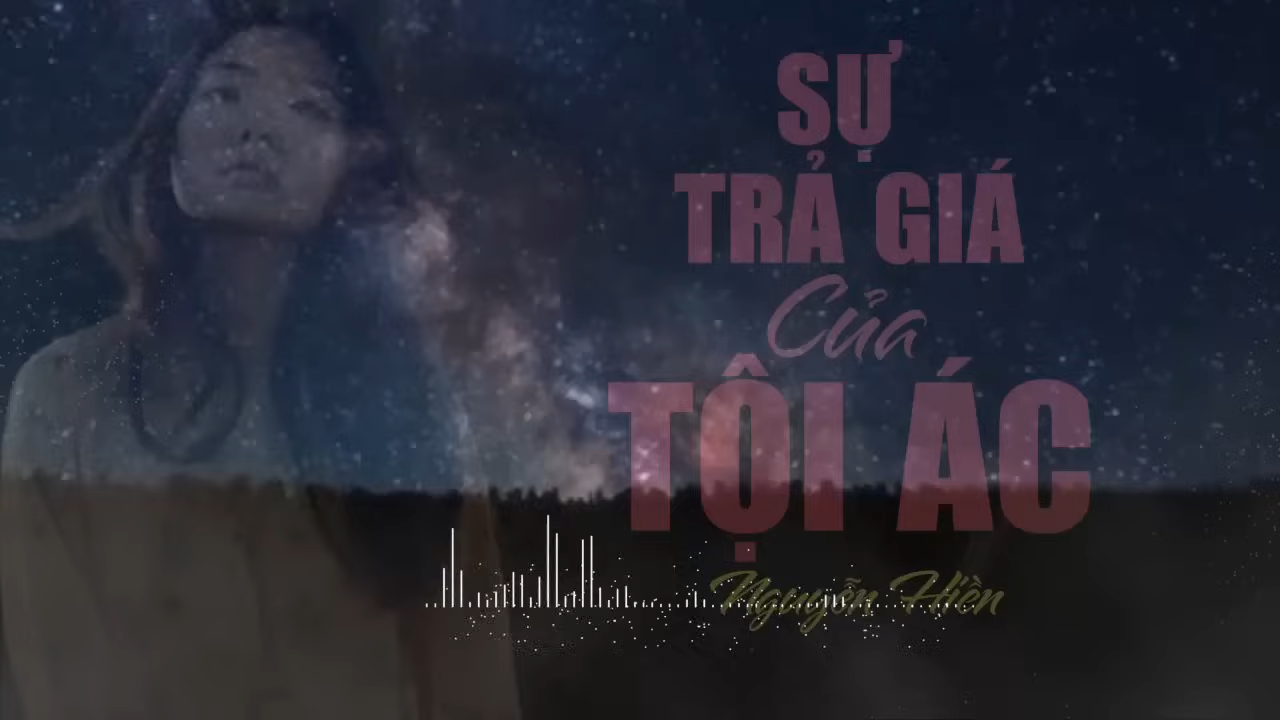 SỰ
TRẢ GIÁ
Của
TỘI ÁC
Nguyễn Hiền